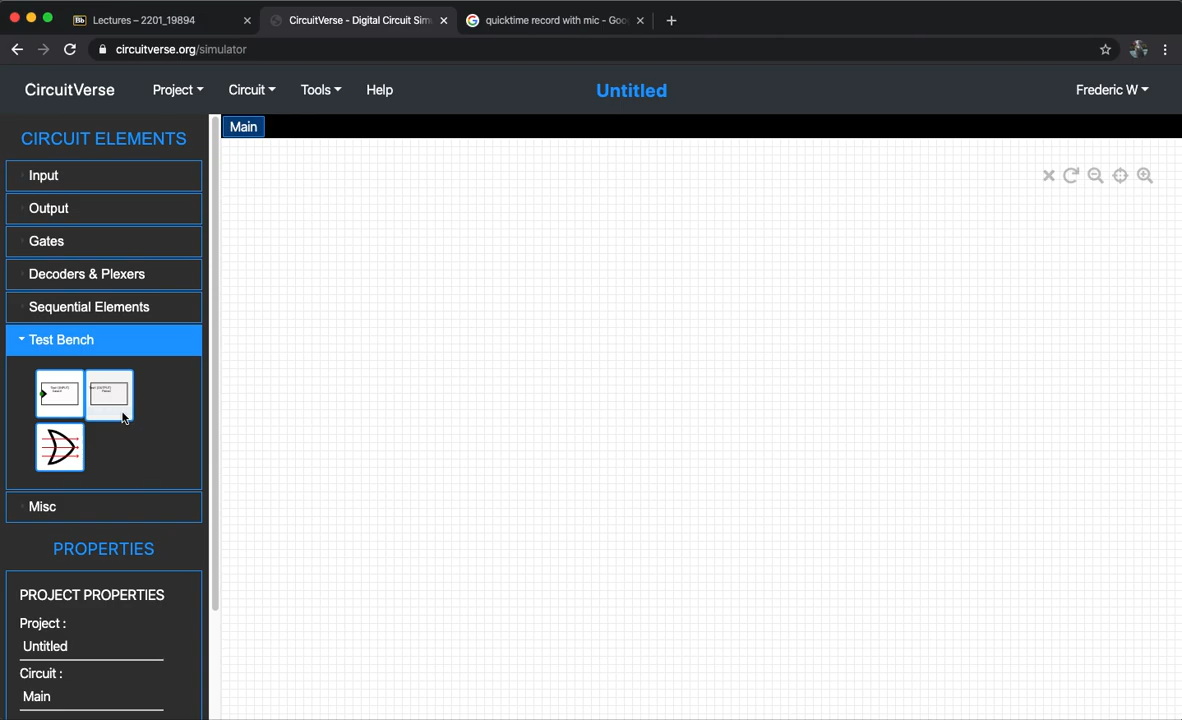 Lectures – 2201_19894
CircuitVerse - Digital Circuit Sim
quicktime record with mic - Goo
circuitverse.org/simulator
CircuitVerse
Project
Circuit
Tools
Help
Untitled
Frederic W
CIRCUIT ELEMENTS
Main
Input
Output
Gates
Decoders & Plexers
Sequential Elements
Test Bench
Misc
PROPERTIES
PROJECT PROPERTIES
Project :
Untitled
Circuit :
Main